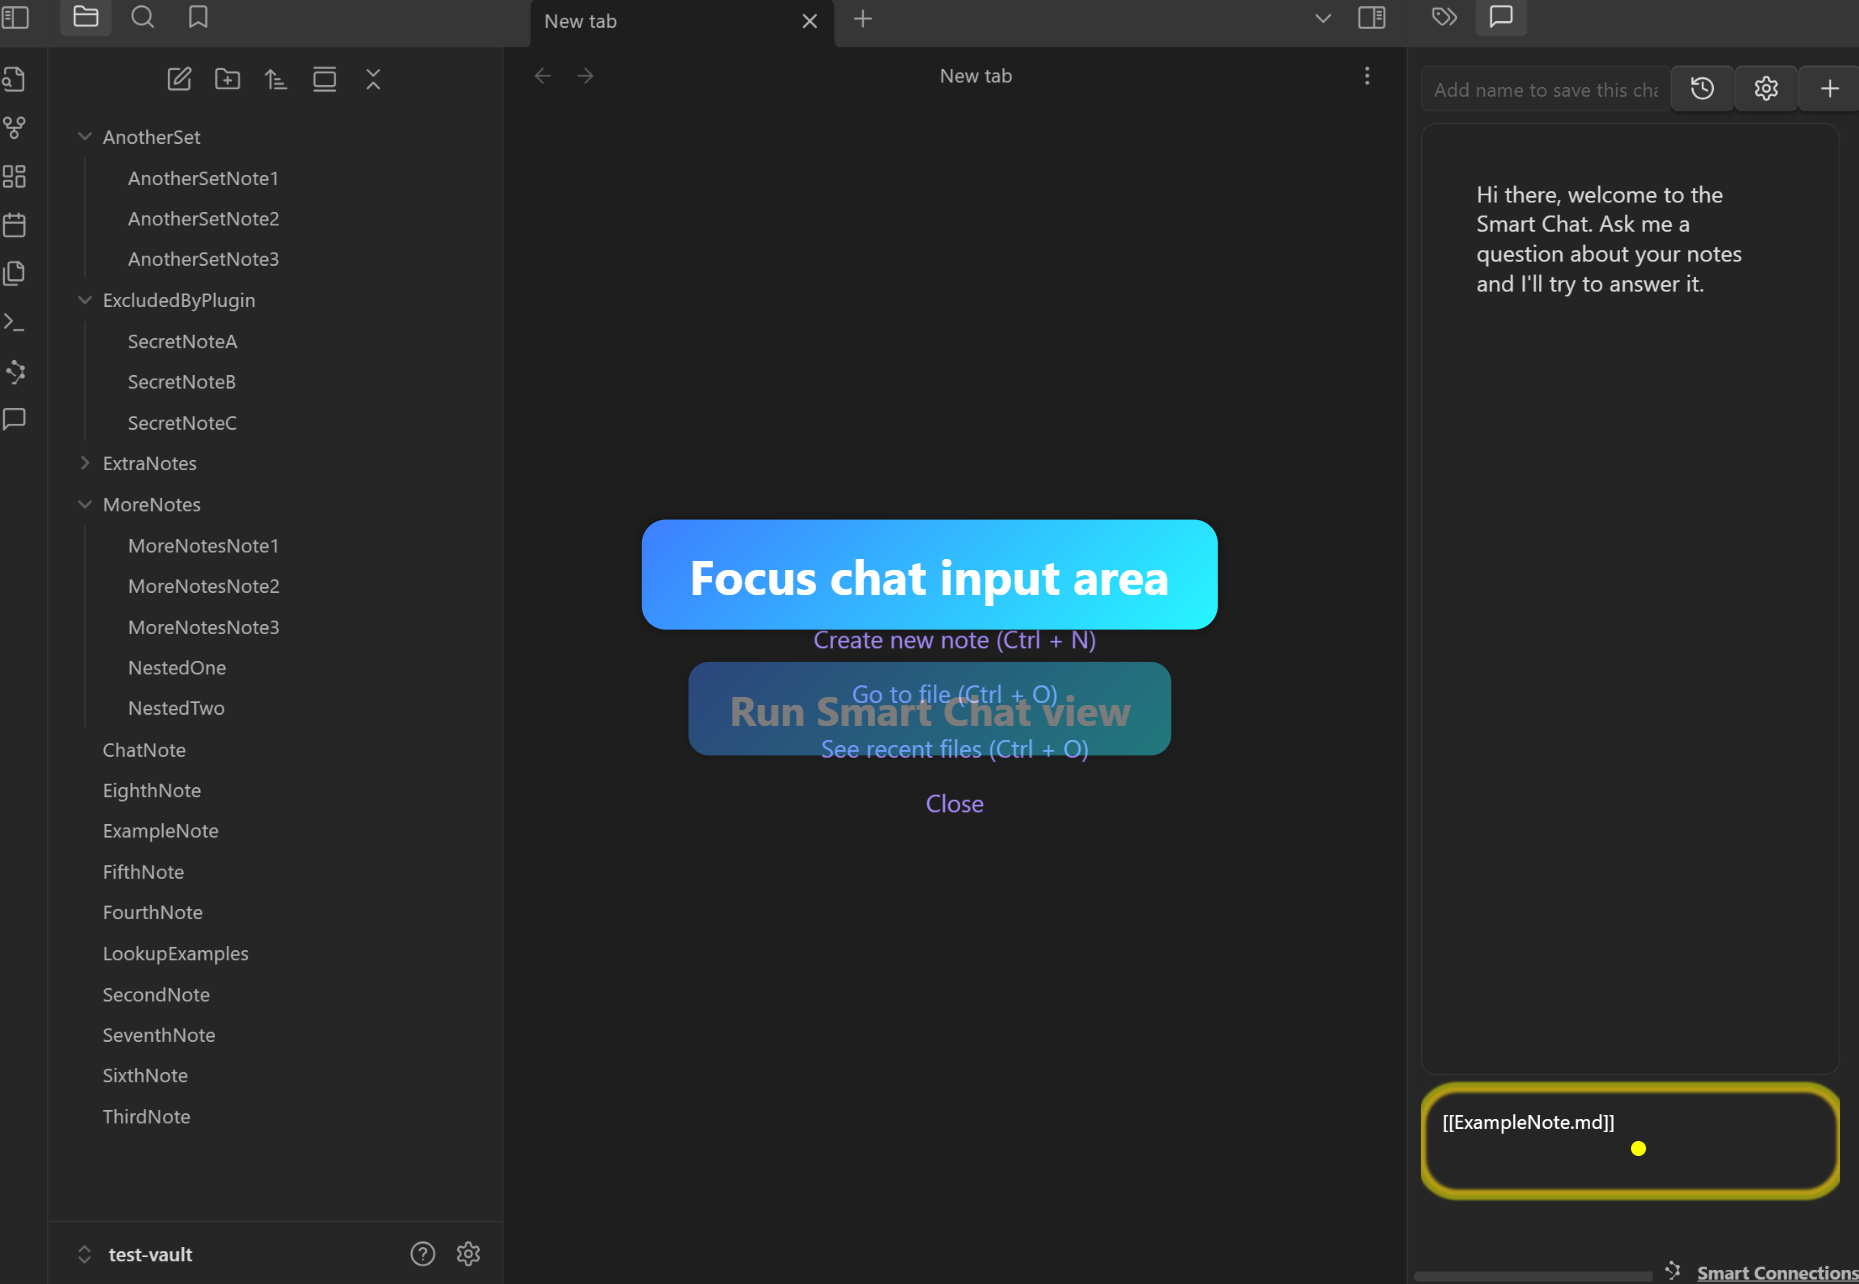 New tab
New tab
AnotherSet
AnotherSetNote1
AnotherSetNote2
AnotherSetNote3
ExcludedByPlugin
SecretNoteA
SecretNoteB
SecretNoteC
ExtraNotes
MoreNotes
MoreNotesNote1
MoreNotesNote2
MoreNotesNote3
NestedOne
NestedTwo
ChatNote
EighthNote
ExampleNote
FifthNote
FourthNote
LookupExamples
SecondNote
SeventhNote
SixthNote
ThirdNote
test-vault
Focus chat input area
Create new note (Ctrl + N)
Go to file (Ctrl + O)
Run Smart Chat view
See recent files (Ctrl + O)
Close
Add name to save this cha
Hi there, welcome to the
Smart Chat. Ask me a
question about your notes
and I'll try to answer it.
[[ExampleNote.md]]
Smart Connections